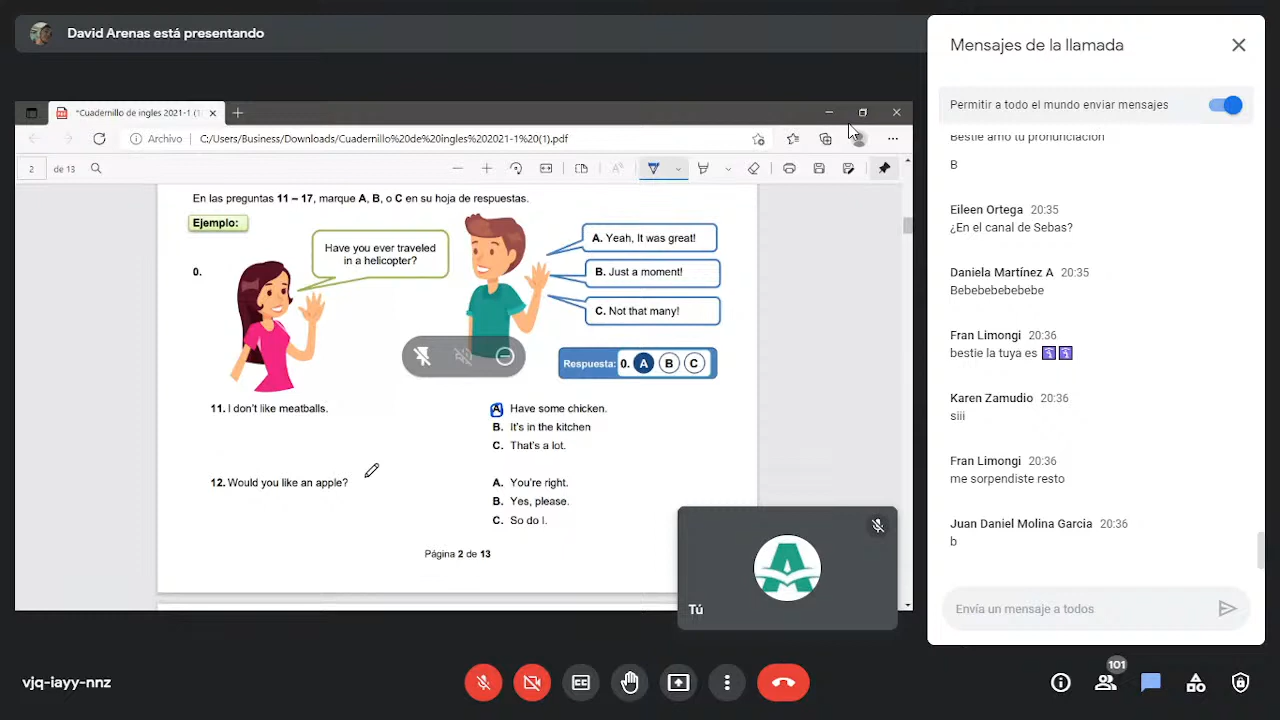 David Arenas está presentando
*Cuadernillo de ingles 2021-1 (1
Archivo
C:/Users/Business/Downloads/Cuadernillo%20de%20ingles%202021-1%20(1).pdf
2
de 13
En las preguntas 11 – 17, marque A, B, o C en su hoja de respuestas.
Ejemplo:
0.
Have you ever traveled
in a helicopter?
A. Yeah, It was great!
B. Just a moment!
C. Not that many!
Respuesta: 0. A B C
11. I don't like meatballs.
A. Have some chicken.
B. It's in the kitchen
C. That's a lot.
12. Would you like an apple?
A. You're right.
B. Yes, please.
C. So do I.
Página 2 de 13
Tú
Mensajes de la llamada
Permitir a todo el mundo enviar mensajes
Bestie amo tu pronunciación
B
Eileen Ortega 20:35
¿En el canal de Sebas?
Daniela Martínez A 20:35
Bebebebebebebe
Fran Limongi 20:36
bestie la tuya es
Karen Zamudio 20:36
siii
Fran Limongi 20:36
me sorpendiste resto
Juan Daniel Molina Garcia 20:36
b
Envía un mensaje a todos
vjq-iayy-nnz
101